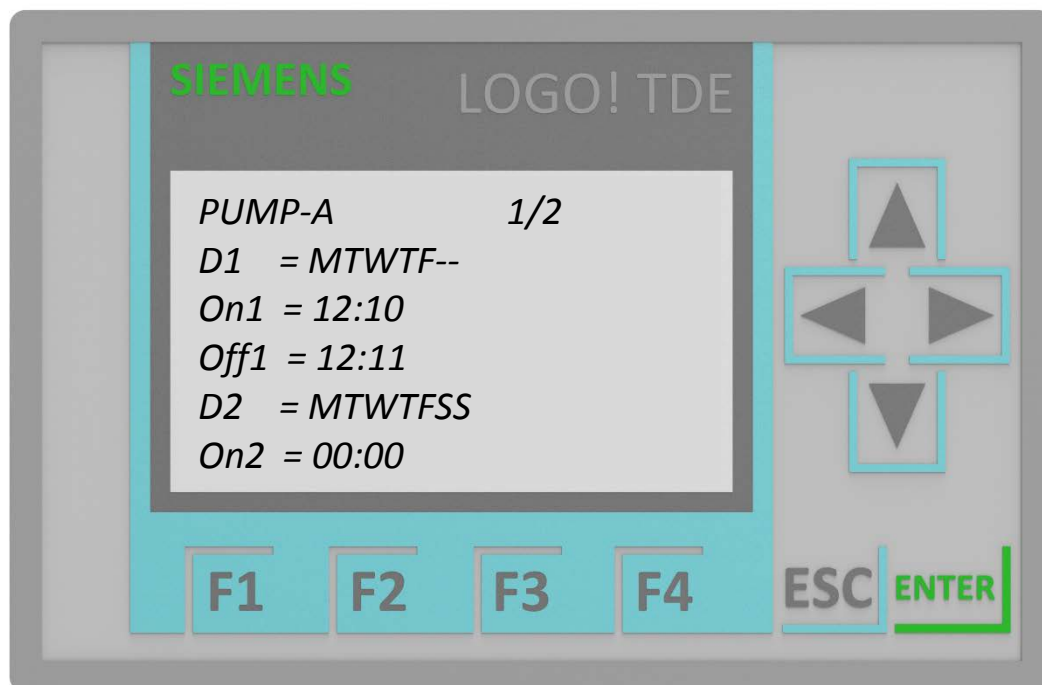 SIEMENS LOGO! TDE
PUMP-A 1/2
D1 = MTWTF--
On1 = 12:10
Off1 = 12:11
D2 = MTWTFSS
On2 = 00:00
F1 F2 F3 F4 ESC ENTER